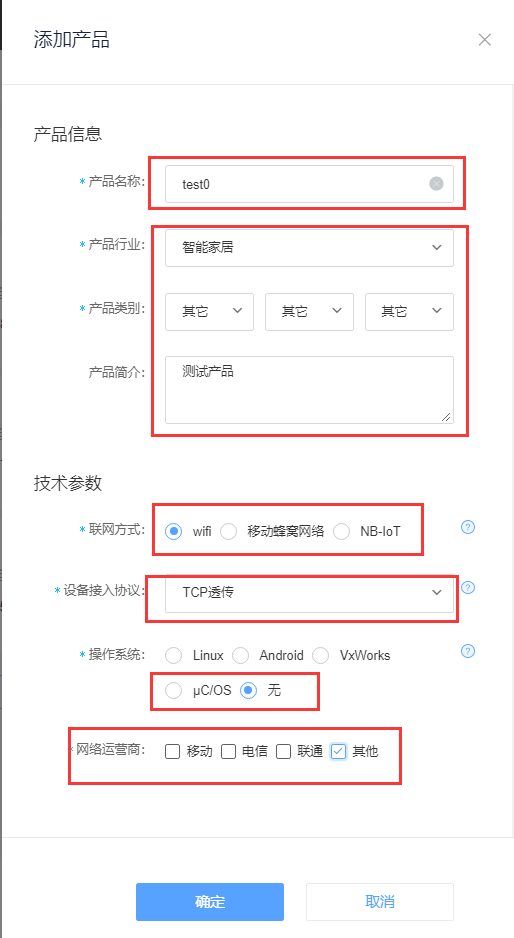 添加产品
产品信息
* 产品名称: test0
* 产品行业: 智能家居
* 产品类别: 其它 其它 其它
产品简介: 测试产品
技术参数
* 联网方式: wifi 移动蜂窝网络 NB-IoT ?
* 设备接入协议: TCP透传 ?
* 操作系统: Linux Android VxWorks ?
μC/OS 无
* 网络运营商: 移动 电信 联通 其他
确定 取消